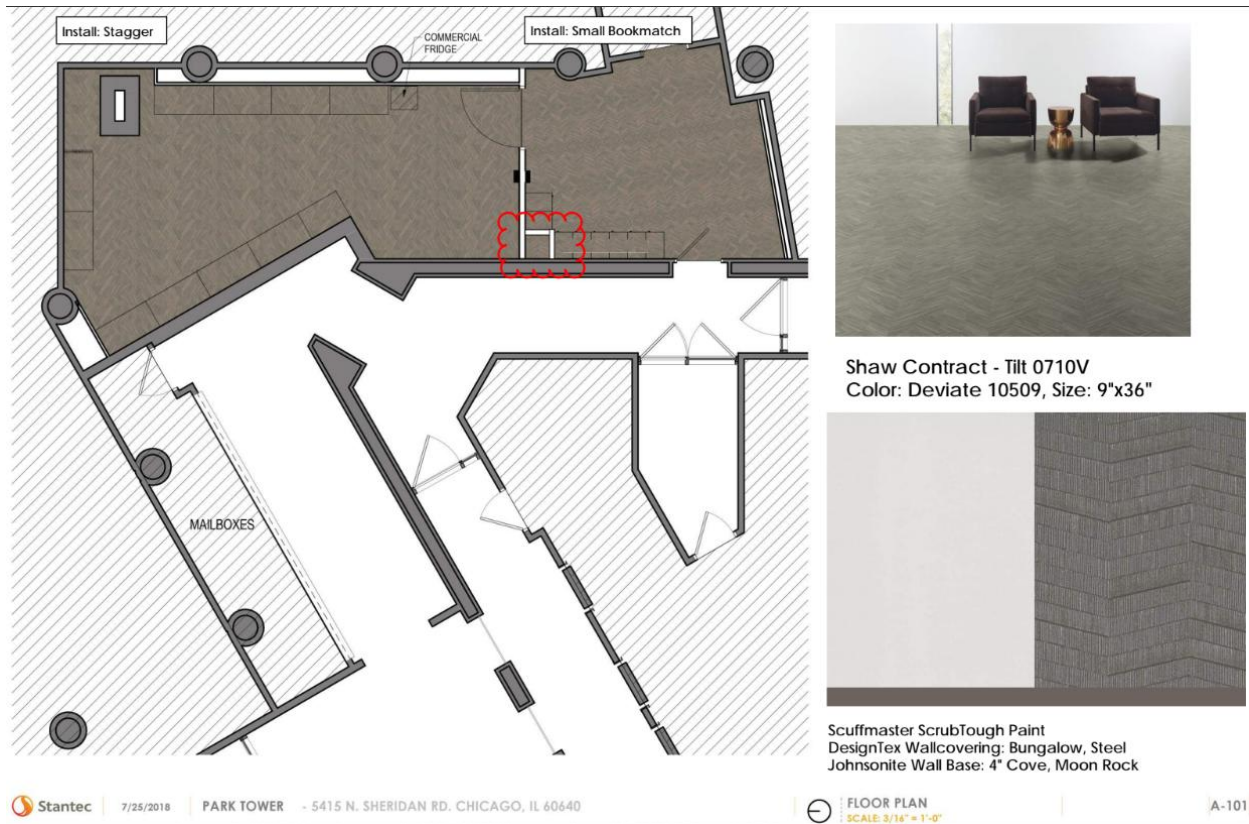 Install: Stagger
COMMERCIAL
FRIDGE
Install: Small Bookmatch
MAILBOXES
Shaw Contract - Tilt 0710V
Color: Deviate 10509, Size: 9"x36"
Scuffmaster ScrubTough Paint
DesignTex Wallcovering: Bungalow, Steel
Johnsonite Wall Base: 4" Cove, Moon Rock
Stantec 7/25/2018 PARK TOWER - 5415 N. SHERIDAN RD. CHICAGO, IL 60640
FLOOR PLAN
SCALE: 3/16" = 1'-0"
A-101